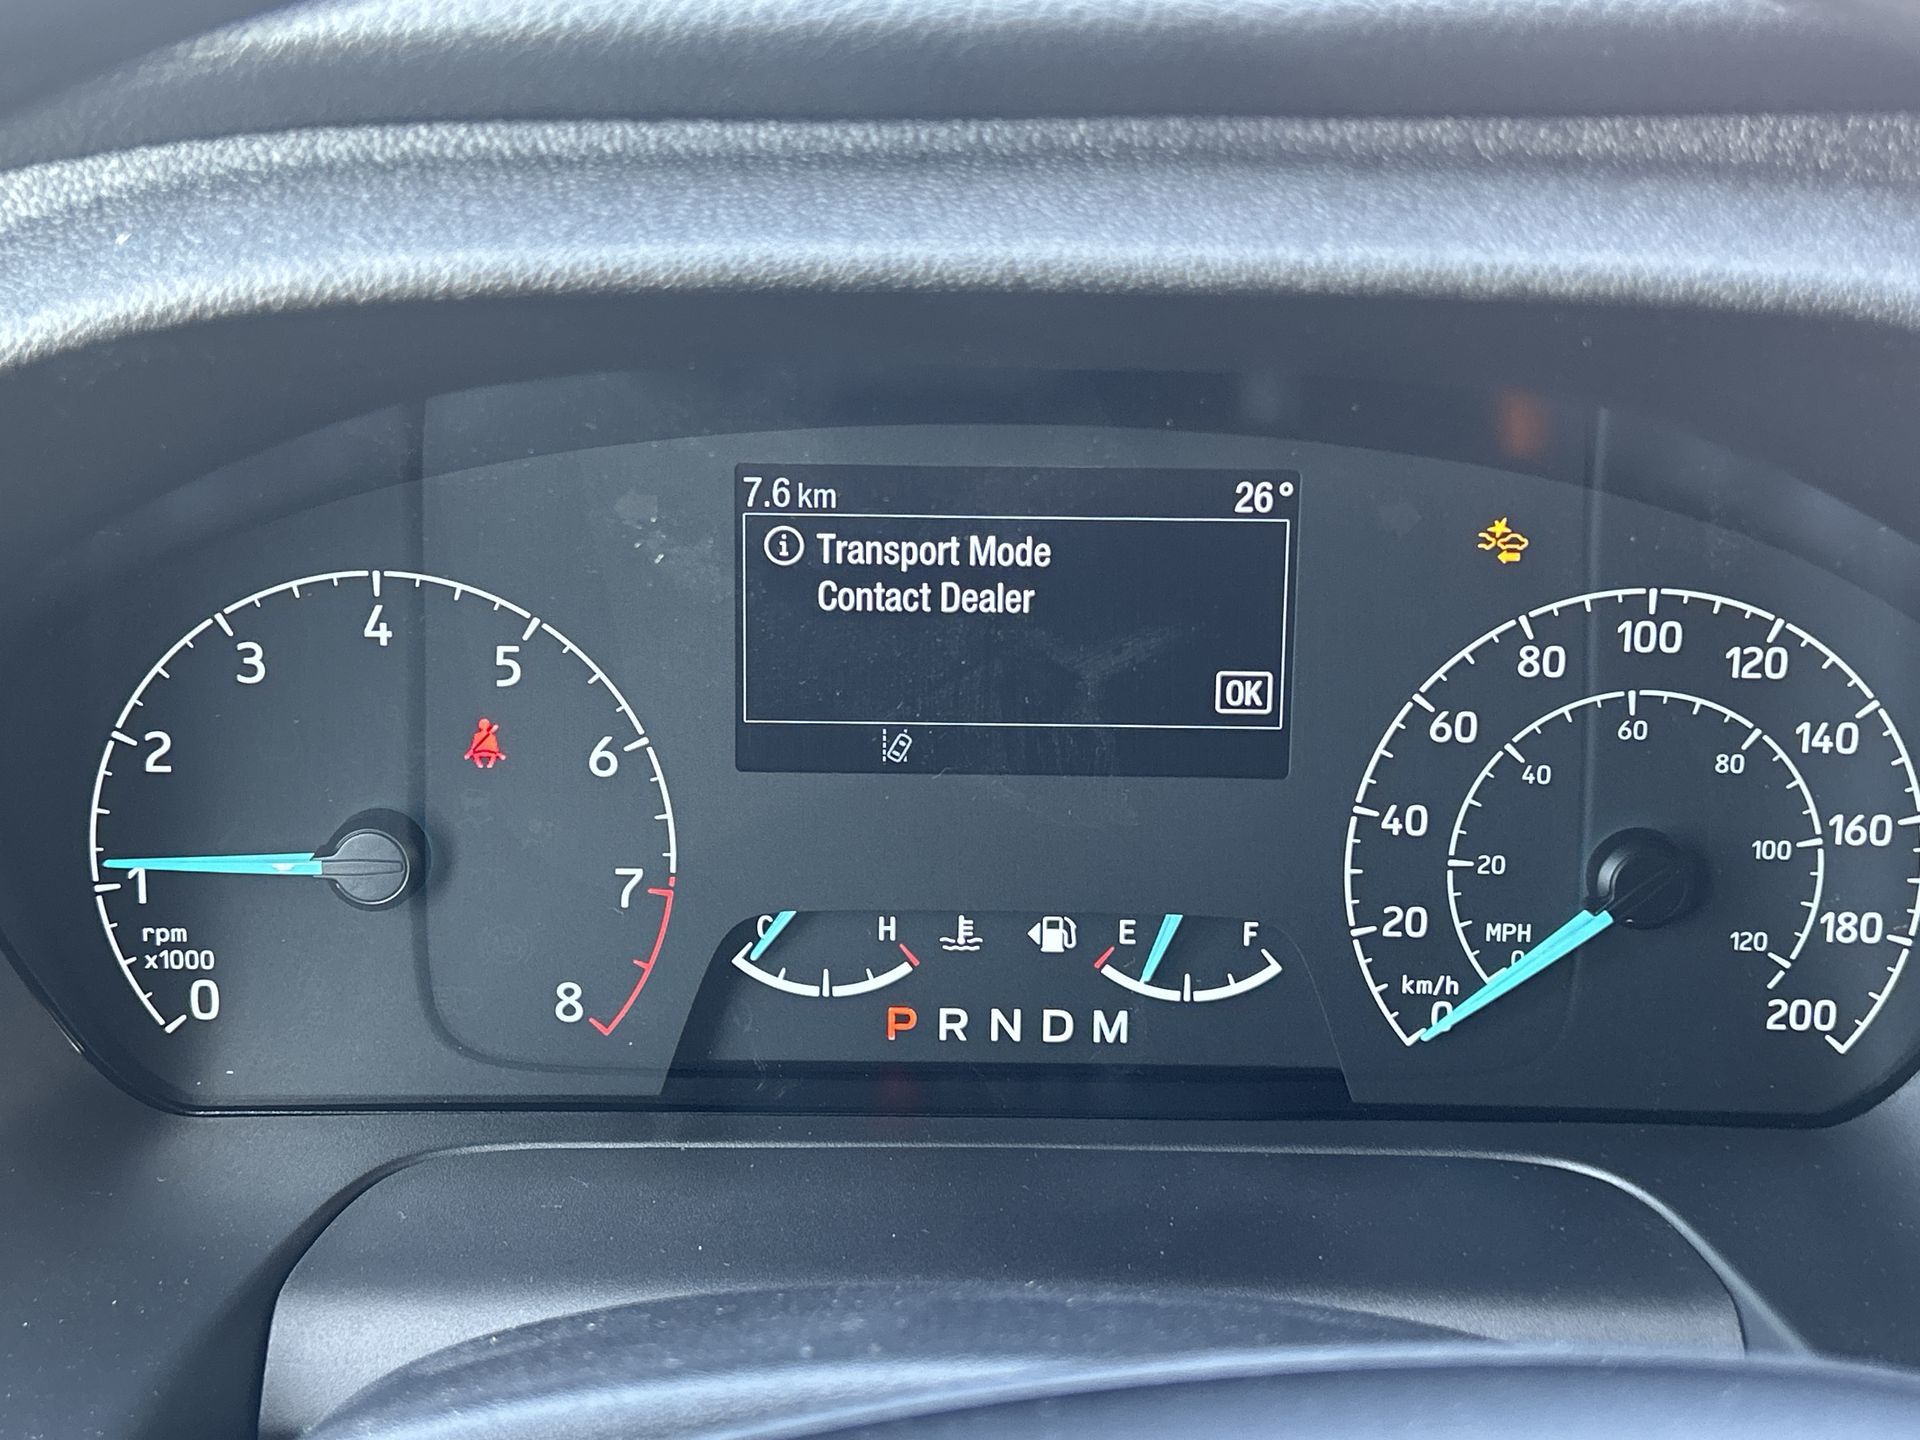 7.6 km 26°
i Transport Mode
Contact Dealer
OK
0 1 2 3 4 5 6 7 8
rpm
x1000
C H
E F
P R N D M
0 20 40 60 80 100 120 140 160 180 200
km/h
0 20 40 60 80 100 120
MPH